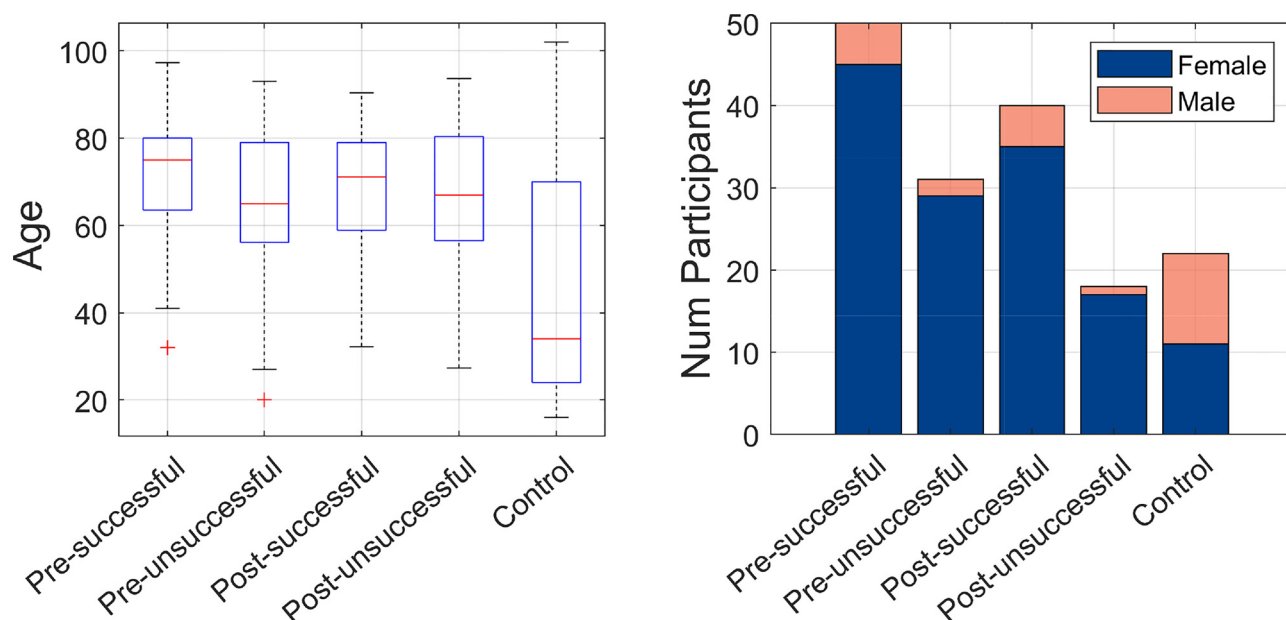 Age
100
80
60
40
20
Pre-successful
Pre-unsuccessful
Post-successful
Post-unsuccessful
Control
Num Participants
50
40
30
20
10
0
Female
Male
Pre-successful
Pre-unsuccessful
Post-successful
Post-unsuccessful
Control